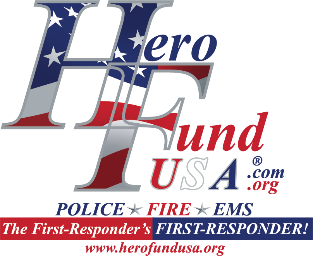 Hero
Fund
USA®.com
.org
POLICE ★ FIRE ★ EMS
The First-Responder's FIRST-RESPONDER!
www.herofundusa.org